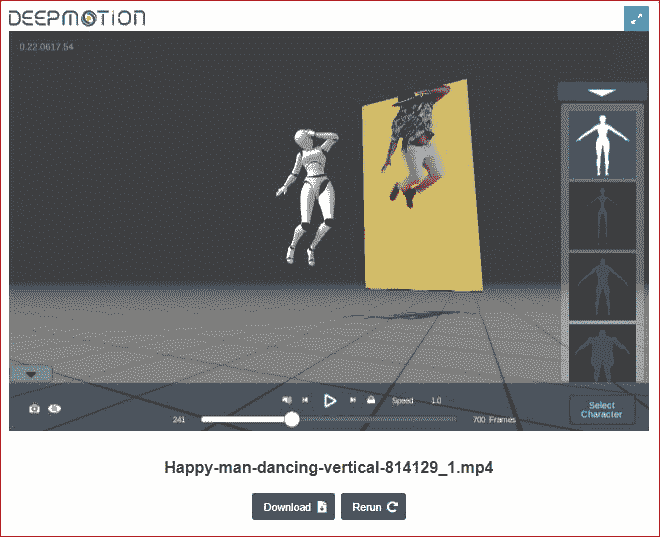 DEEPMOTION
0.22.0617.54
Speed 1.0
241
700 Frames
Select
Character
Happy-man-dancing-vertical-814129_1.mp4
Download
Rerun